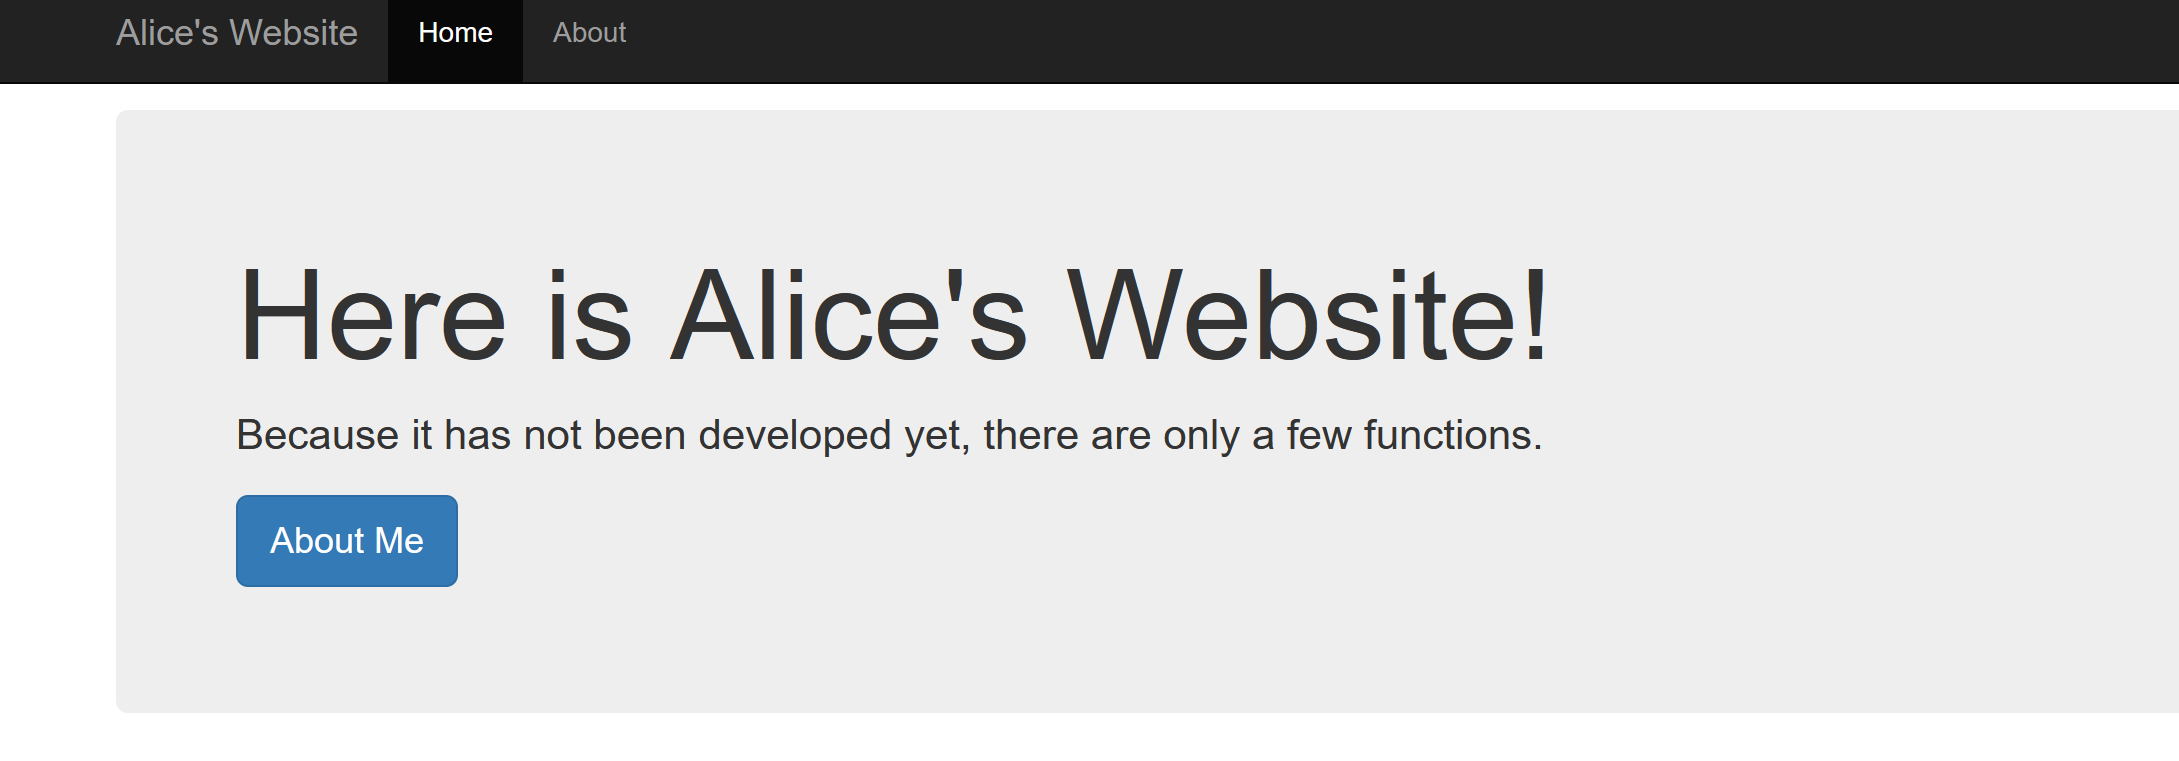 Alice's Website Home About
Here is Alice's Website!
Because it has not been developed yet, there are only a few functions.
About Me